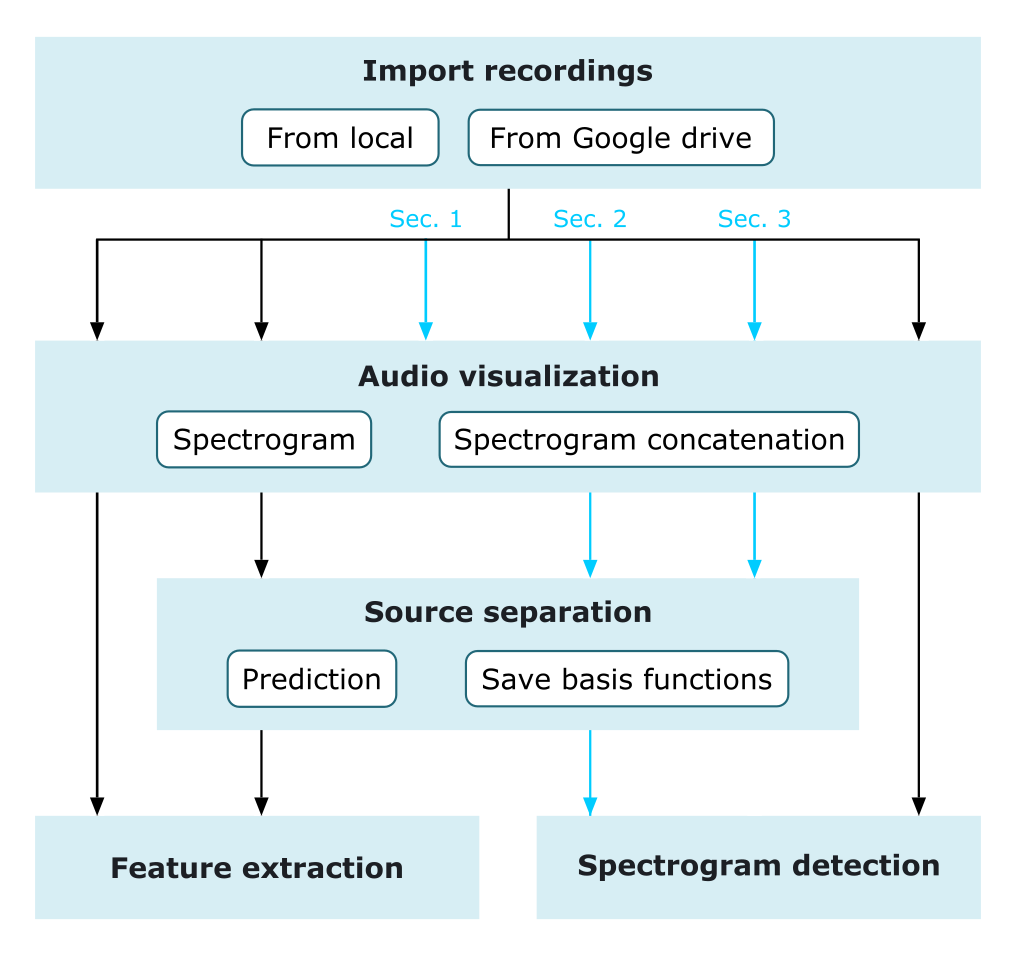 Import recordings
From local
From Google drive
Sec. 1
Sec. 2
Sec. 3
Audio visualization
Spectrogram
Spectrogram concatenation
Source separation
Prediction
Save basis functions
Feature extraction
Spectrogram detection